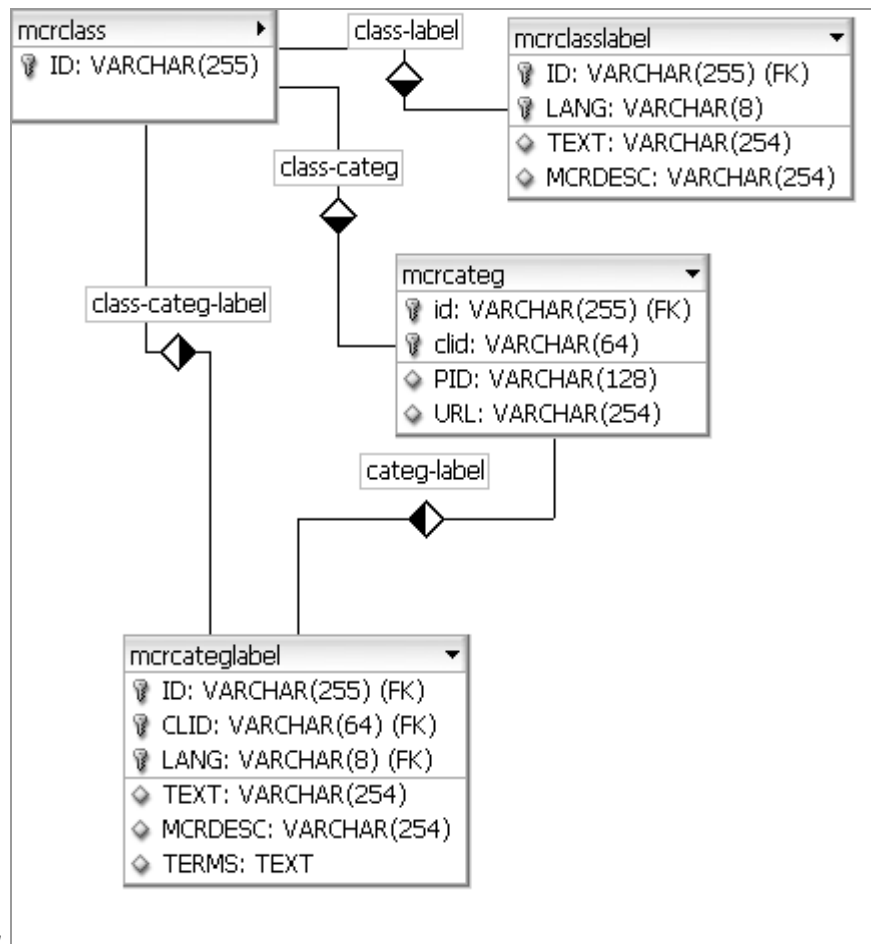 mcrclass
ID: VARCHAR(255)
class-label
mcrclasslabel
ID: VARCHAR(255) (FK)
LANG: VARCHAR(8)
TEXT: VARCHAR(254)
MCRDESC: VARCHAR(254)
class-categ
mcrcateg
id: VARCHAR(255) (FK)
clid: VARCHAR(64)
PID: VARCHAR(128)
URL: VARCHAR(254)
class-categ-label
categ-label
mcrcateglabel
ID: VARCHAR(255) (FK)
CLID: VARCHAR(64) (FK)
LANG: VARCHAR(8) (FK)
TEXT: VARCHAR(254)
MCRDESC: VARCHAR(254)
TERMS: TEXT